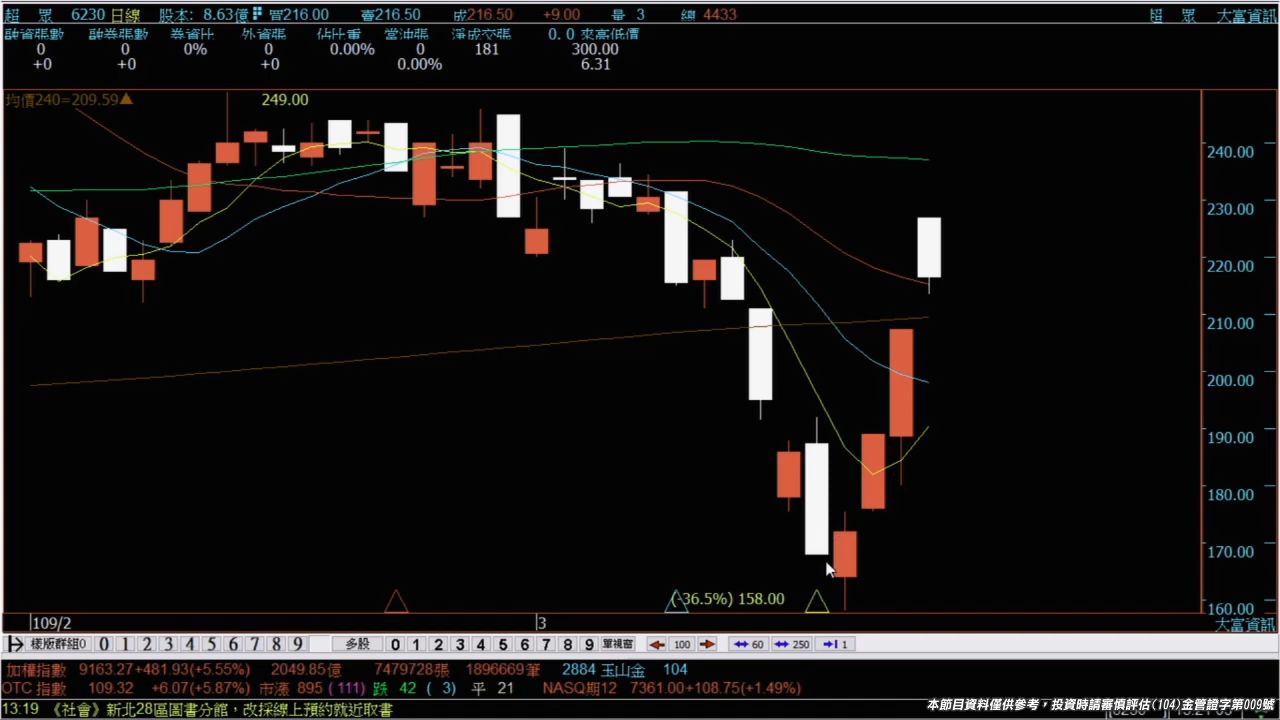 超 眾 6230 日線 股本: 8.63億 買216.00 賣216.50 成216.50 +9.00 量 3 總 4433 超 眾 大富資訊
融資張數 融券張數 券資比 外資張 佔比重 當沖張 淨成交張 0. 0 來高低價
0 0 0% 0 0.00% 0 181 300.00
+0 +0 +0 0.00% 6.31
均價240=209.59▲ 249.00
240.00
230.00
220.00
210.00
200.00
190.00
180.00
170.00
(-36.5%) 158.00
160.00
109/2 3 大富資訊
樣版群組0 0 1 2 3 4 5 6 7 8 9 多股 0 1 2 3 4 5 6 7 8 9 單視窗 100 60 250 1
加權指數 9163.27+481.93(+5.55%) 2049.85億 7479728張 1896669筆 2884 玉山金 104
OTC 指數 109.32 +6.07(+5.87%) 市漲 895 (111) 跌 42 ( 3) 平 21 NASQ期12 7361.00+108.75(+1.49%)
13:19 《社會》新北28區圖書分館，改採線上預約就近取書
本節目資料僅供參考，投資時請審慎評估(104)金管證字第009號